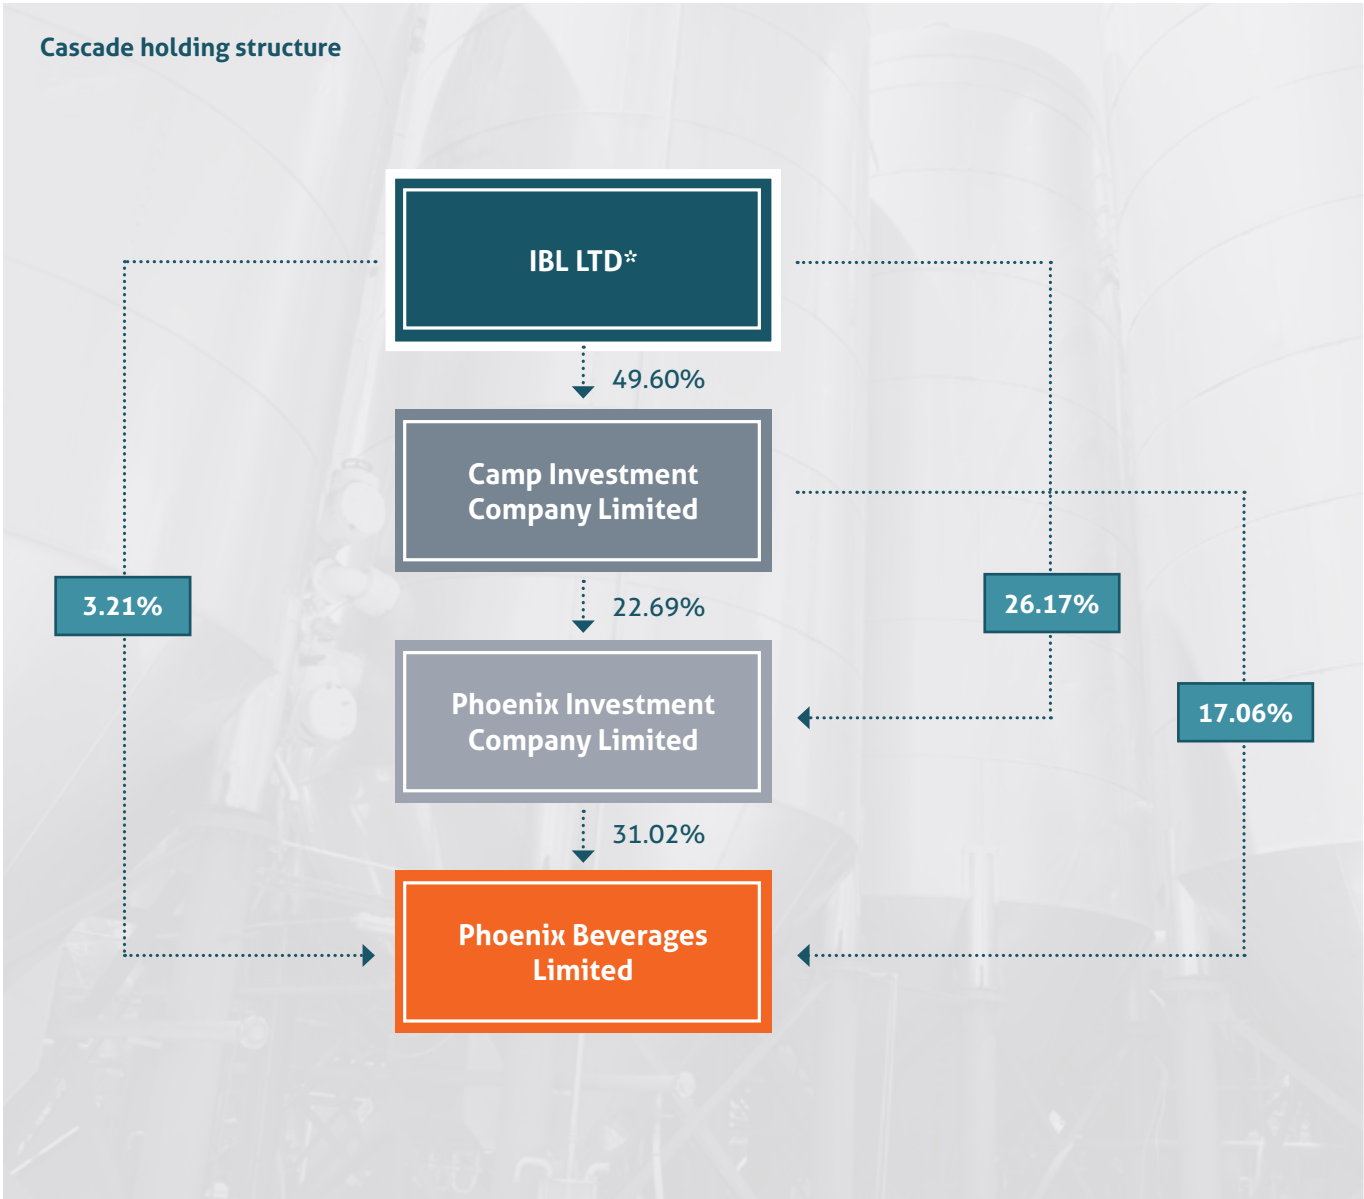 Cascade holding structure
IBL LTD*
49.60%
Camp Investment
Company Limited
22.69%
3.21%
26.17%
Phoenix Investment
Company Limited
17.06%
31.02%
Phoenix Beverages
Limited